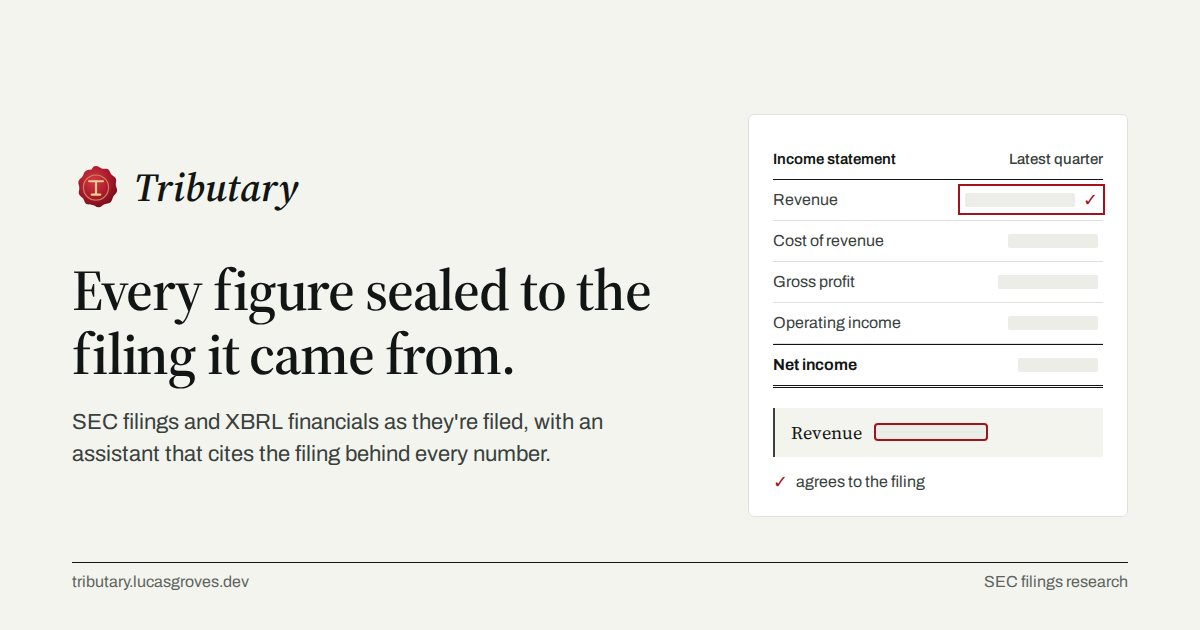 Tributary
Every figure sealed to the
filing it came from.
SEC filings and XBRL financials as they're filed, with an
assistant that cites the filing behind every number.
Income statement Latest quarter
Revenue ✓
Cost of revenue
Gross profit
Operating income
Net income
Revenue
✓ agrees to the filing
tributary.lucasgroves.dev SEC filings research